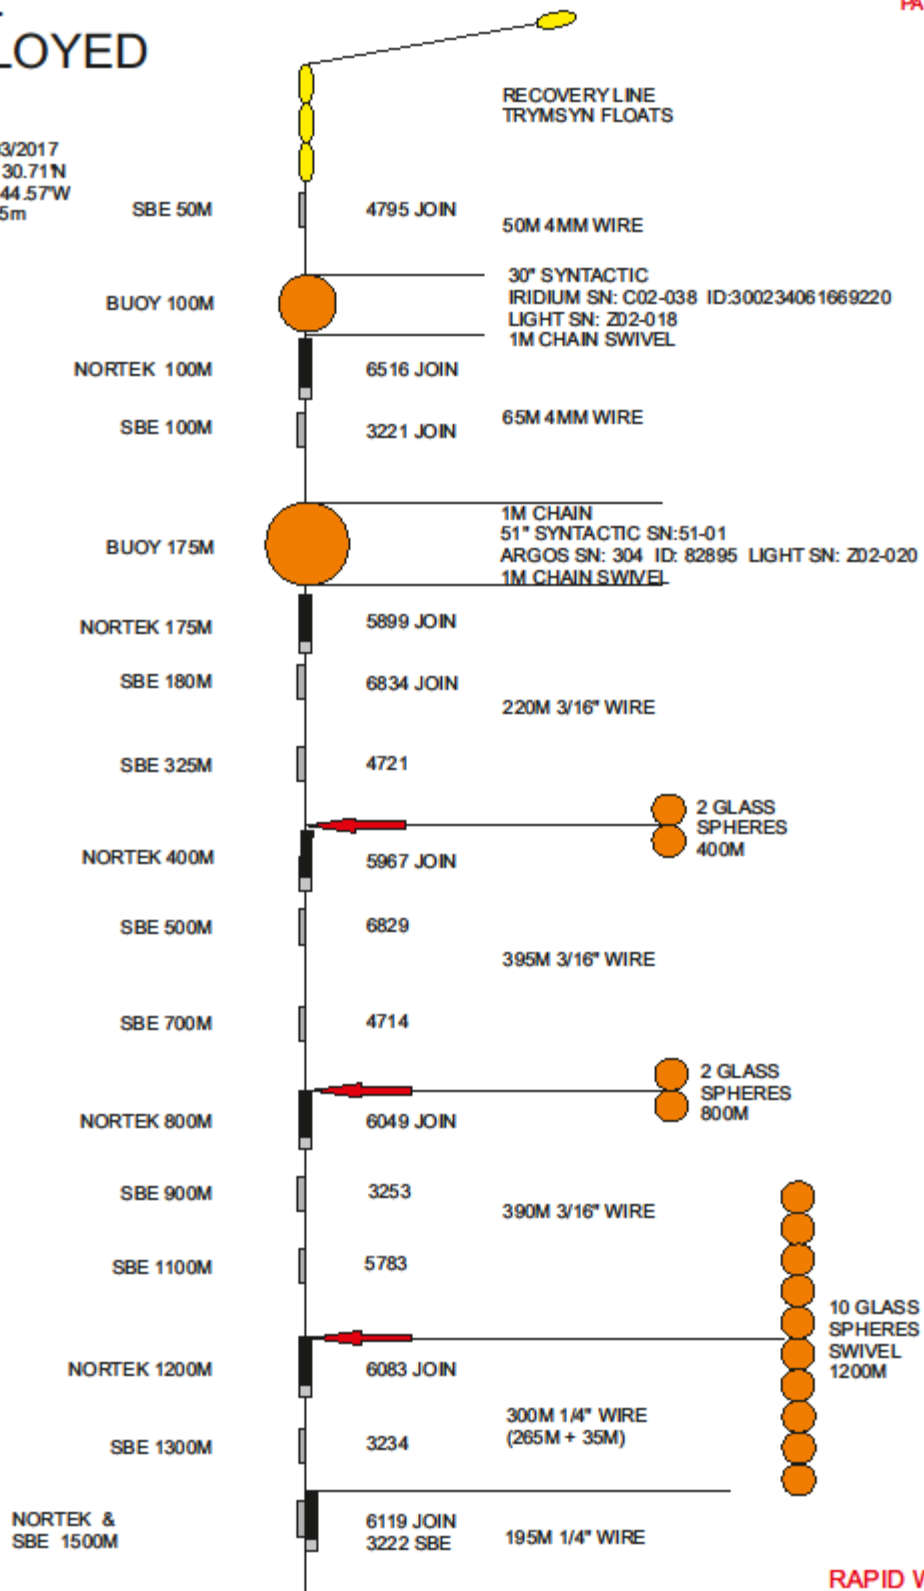 PA
LOYED
3/2017
30.71'N
44.57'W
5m
RECOVERY LINE
TRYMSYN FLOATS
SBE 50M
4795 JOIN
50M 4MM WIRE
BUOY 100M
30" SYNTACTIC
IRIDIUM SN: C02-038 ID:300234061669220
LIGHT SN: Z02-018
1M CHAIN SWIVEL
NORTEK 100M
6516 JOIN
SBE 100M
3221 JOIN
65M 4MM WIRE
BUOY 175M
1M CHAIN
51" SYNTACTIC SN:51-01
ARGOS SN: 304 ID: 82895 LIGHT SN: Z02-020
1M CHAIN SWIVEL
NORTEK 175M
5899 JOIN
SBE 180M
6834 JOIN
220M 3/16" WIRE
SBE 325M
4721
2 GLASS
SPHERES
400M
NORTEK 400M
5967 JOIN
SBE 500M
6829
395M 3/16" WIRE
SBE 700M
4714
2 GLASS
SPHERES
800M
NORTEK 800M
6049 JOIN
SBE 900M
3253
390M 3/16" WIRE
SBE 1100M
5783
10 GLASS
SPHERES
SWIVEL
1200M
NORTEK 1200M
6083 JOIN
300M 1/4" WIRE
(265M + 35M)
SBE 1300M
3234
NORTEK &
SBE 1500M
6119 JOIN
3222 SBE
195M 1/4" WIRE
RAPID W